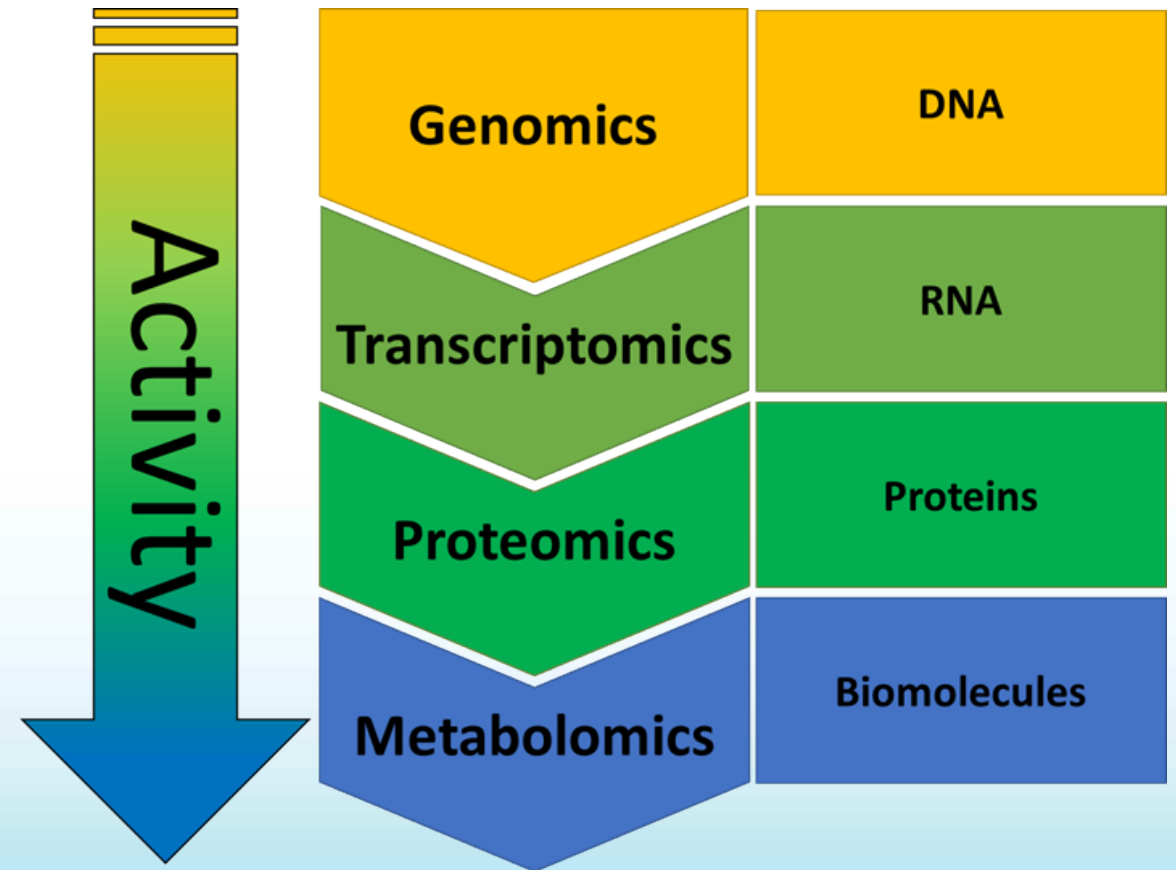 Activity
Genomics
DNA
Transcriptomics
RNA
Proteomics
Proteins
Metabolomics
Biomolecules